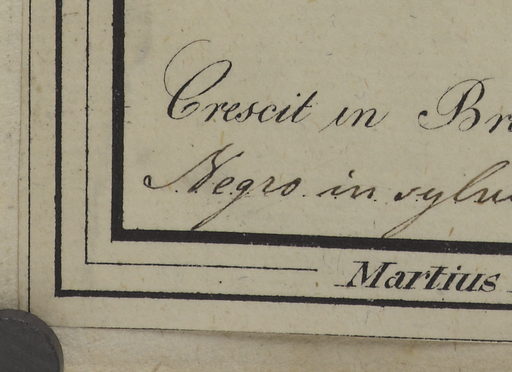 Crescit in
Negro in
Martius